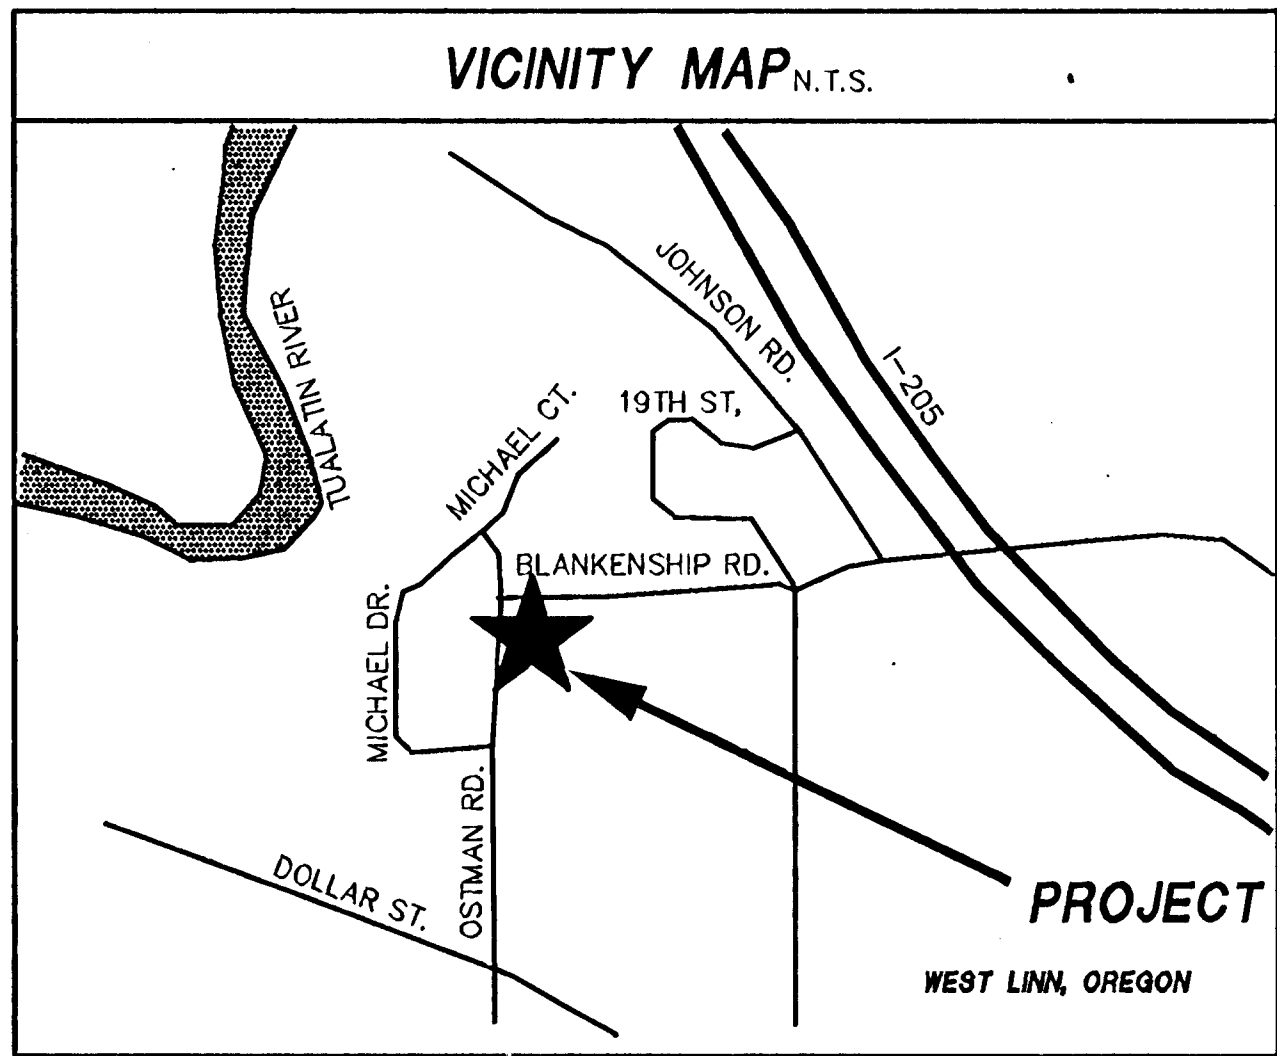 VICINITY MAP N.T.S.
JOHNSON RD.
I-205
TUALATIN RIVER
MICHAEL CT.
19TH ST,
BLANKENSHIP RD.
MICHAEL DR.
OSTMAN RD.
DOLLAR ST.
PROJECT
WEST LINN, OREGON